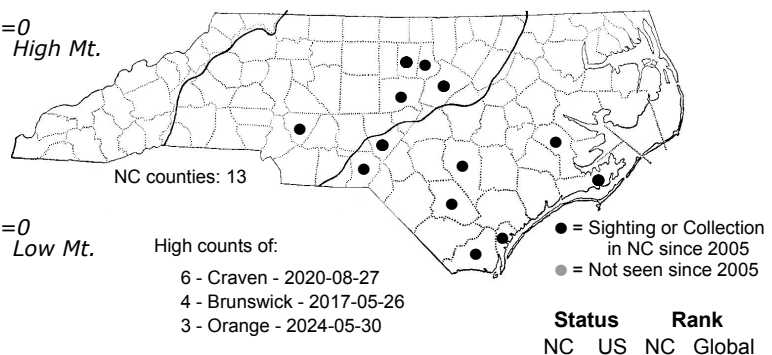 =0
High Mt.
NC counties: 13
=0
Low Mt.
High counts of:
6 - Craven - 2020-08-27
4 - Brunswick - 2017-05-26
3 - Orange - 2024-05-30
= Sighting or Collection
in NC since 2005
= Not seen since 2005
Status Rank
NC US NC Global